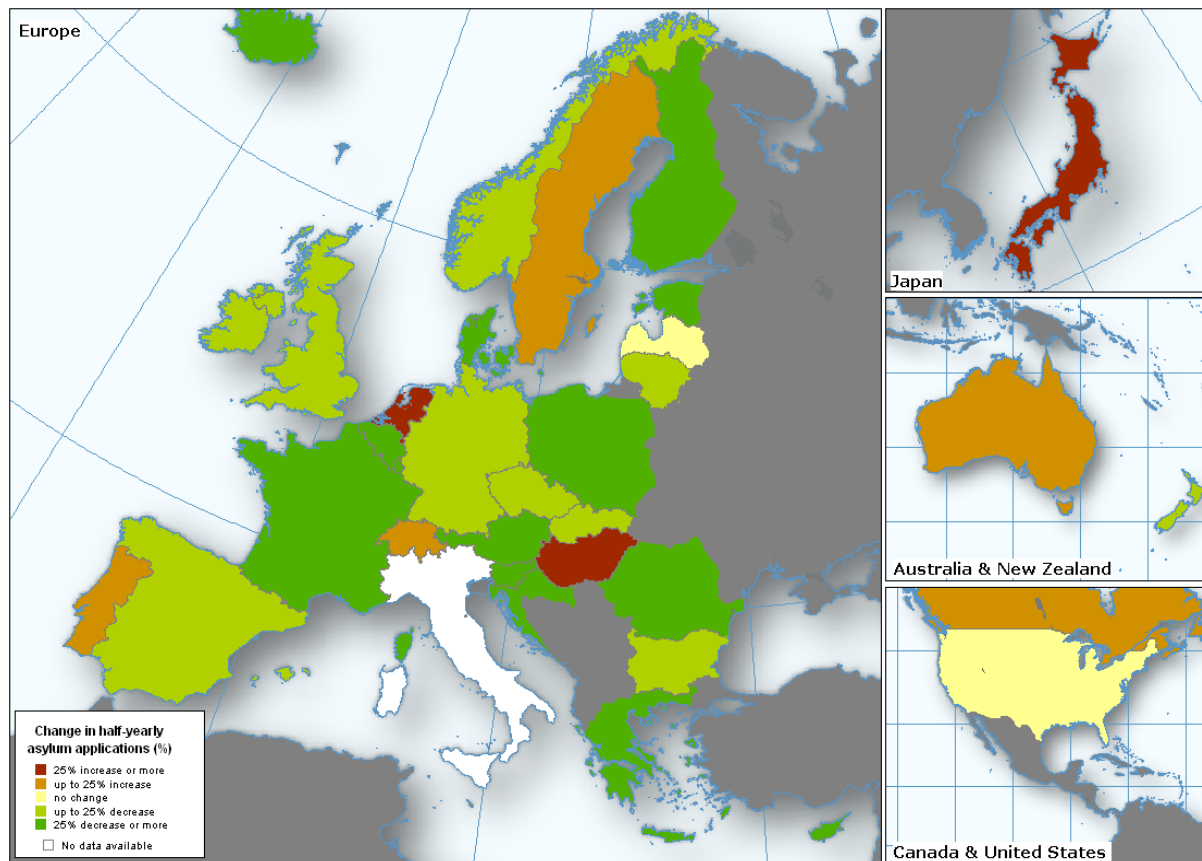 Europe
Japan
Australia & New Zealand
Canada & United States
Change in half-yearly
asylum applications (%)
25% increase or more
up to 25% increase
no change
up to 25% decrease
25% decrease or more
No data available